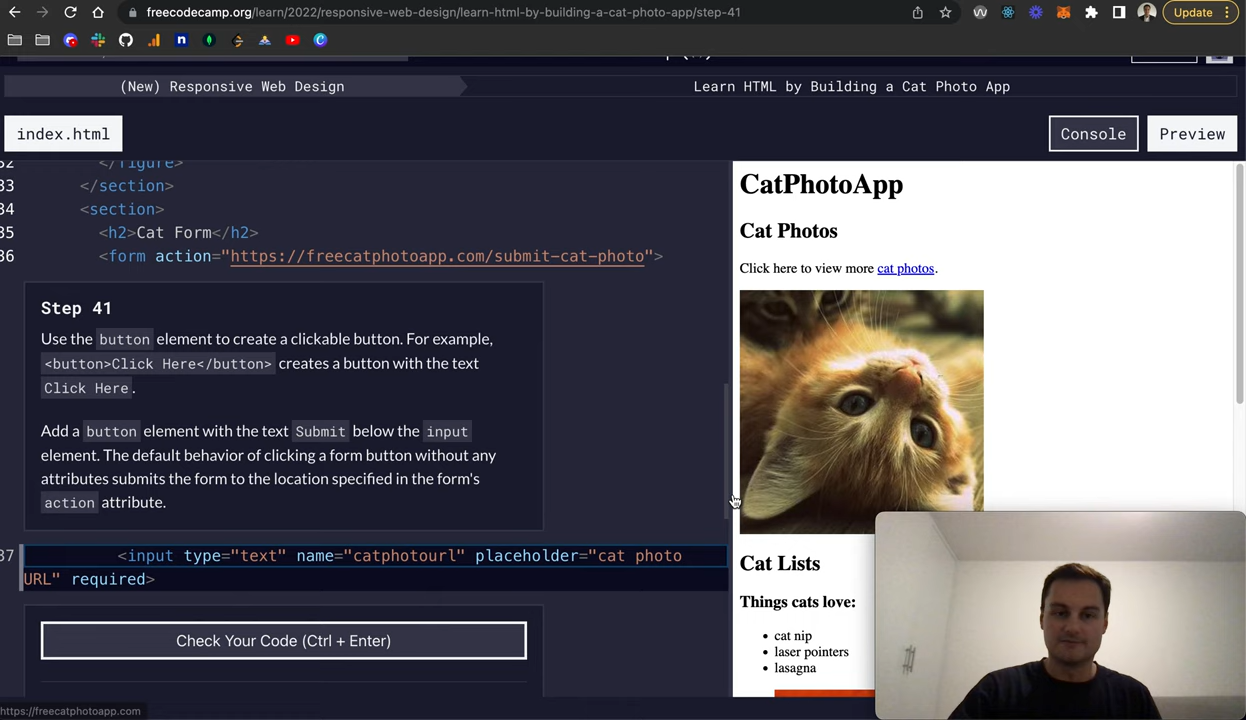 freecodecamp.org/learn/2022/responsive-web-design/learn-html-by-building-a-cat-photo-app/step-41
Update
(New) Responsive Web Design
Learn HTML by Building a Cat Photo App
index.html
Console
Preview
</figure>
33 </section>
34 <section>
35 <h2>Cat Form</h2>
36 <form action="https://freecatphotoapp.com/submit-cat-photo">
Step 41
Use the button element to create a clickable button. For example,
<button>Click Here</button> creates a button with the text
Click Here.
Add a button element with the text Submit below the input
element. The default behavior of clicking a form button without any
attributes submits the form to the location specified in the form's
action attribute.
37 <input type="text" name="catphotourl" placeholder="cat photo
URL" required>
Check Your Code (Ctrl + Enter)
https://freecatphotoapp.com
CatPhotoApp
Cat Photos
Click here to view more cat photos.
Cat Lists
Things cats love:
cat nip
laser pointers
lasagna